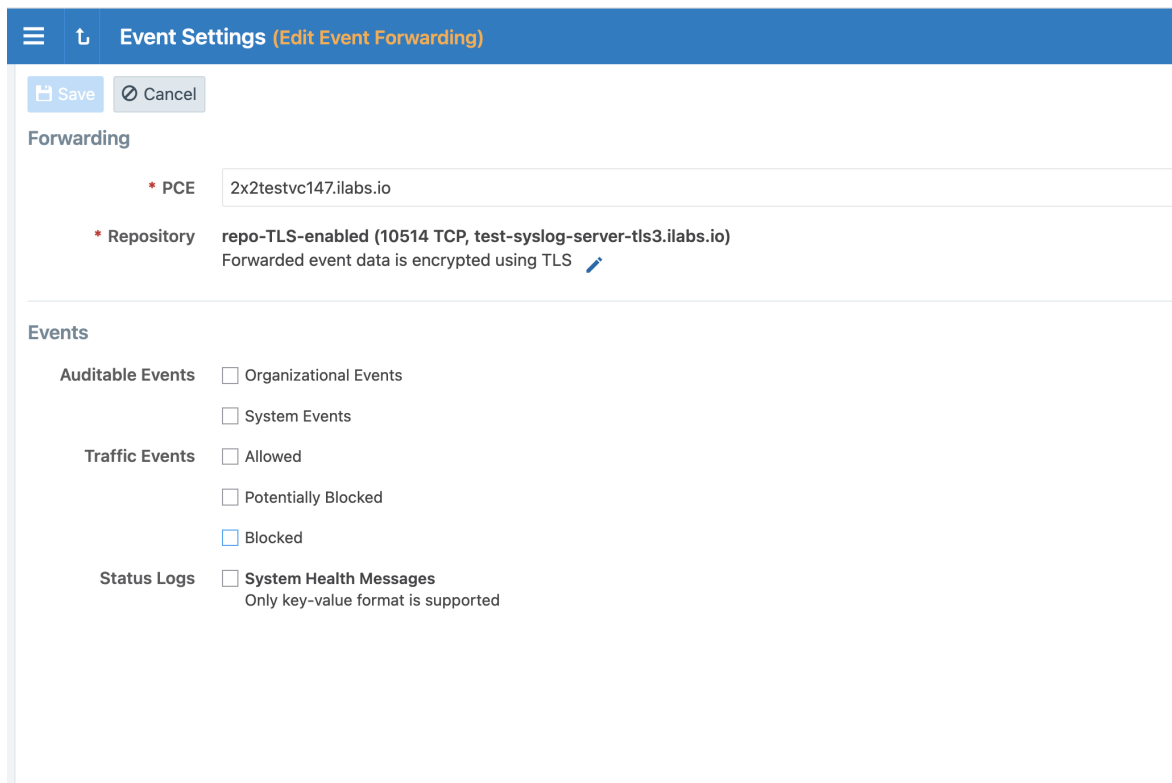 Event Settings (Edit Event Forwarding)
Save Cancel
Forwarding
* PCE 2x2testvc147.ilabs.io
* Repository repo-TLS-enabled (10514 TCP, test-syslog-server-tls3.ilabs.io)
Forwarded event data is encrypted using TLS
Events
Auditable Events Organizational Events
System Events
Traffic Events Allowed
Potentially Blocked
Blocked
Status Logs System Health Messages
Only key-value format is supported